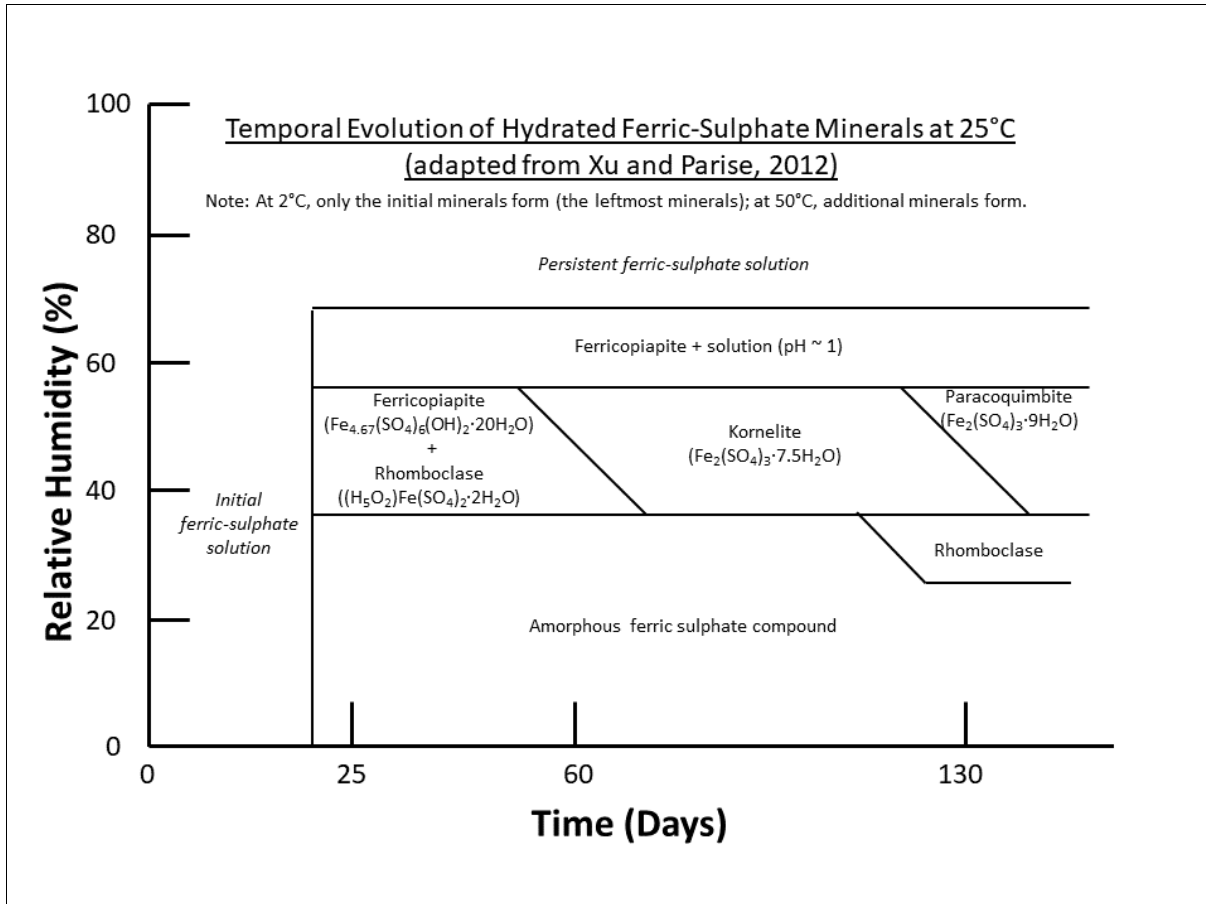 Temporal Evolution of Hydrated Ferric-Sulphate Minerals at 25°C
(adapted from Xu and Parise, 2012)
Note: At 2°C, only the initial minerals form (the leftmost minerals); at 50°C, additional minerals form.
Relative Humidity (%)
100
80
60
40
20
0
Persistent ferric-sulphate solution
Ferricopiapite + solution (pH ~ 1)
Ferricopiapite
(Fe₄.₆₇(SO₄)₆(OH)₂·20H₂O)
+
Rhomboclase
((H₅O₂)Fe(SO₄)₂·2H₂O)
Kornelite
(Fe₂(SO₄)₃·7.5H₂O)
Paracoquimbite
(Fe₂(SO₄)₃·9H₂O)
Initial
ferric-sulphate
solution
Rhomboclase
Amorphous ferric sulphate compound
0
25
60
130
Time (Days)